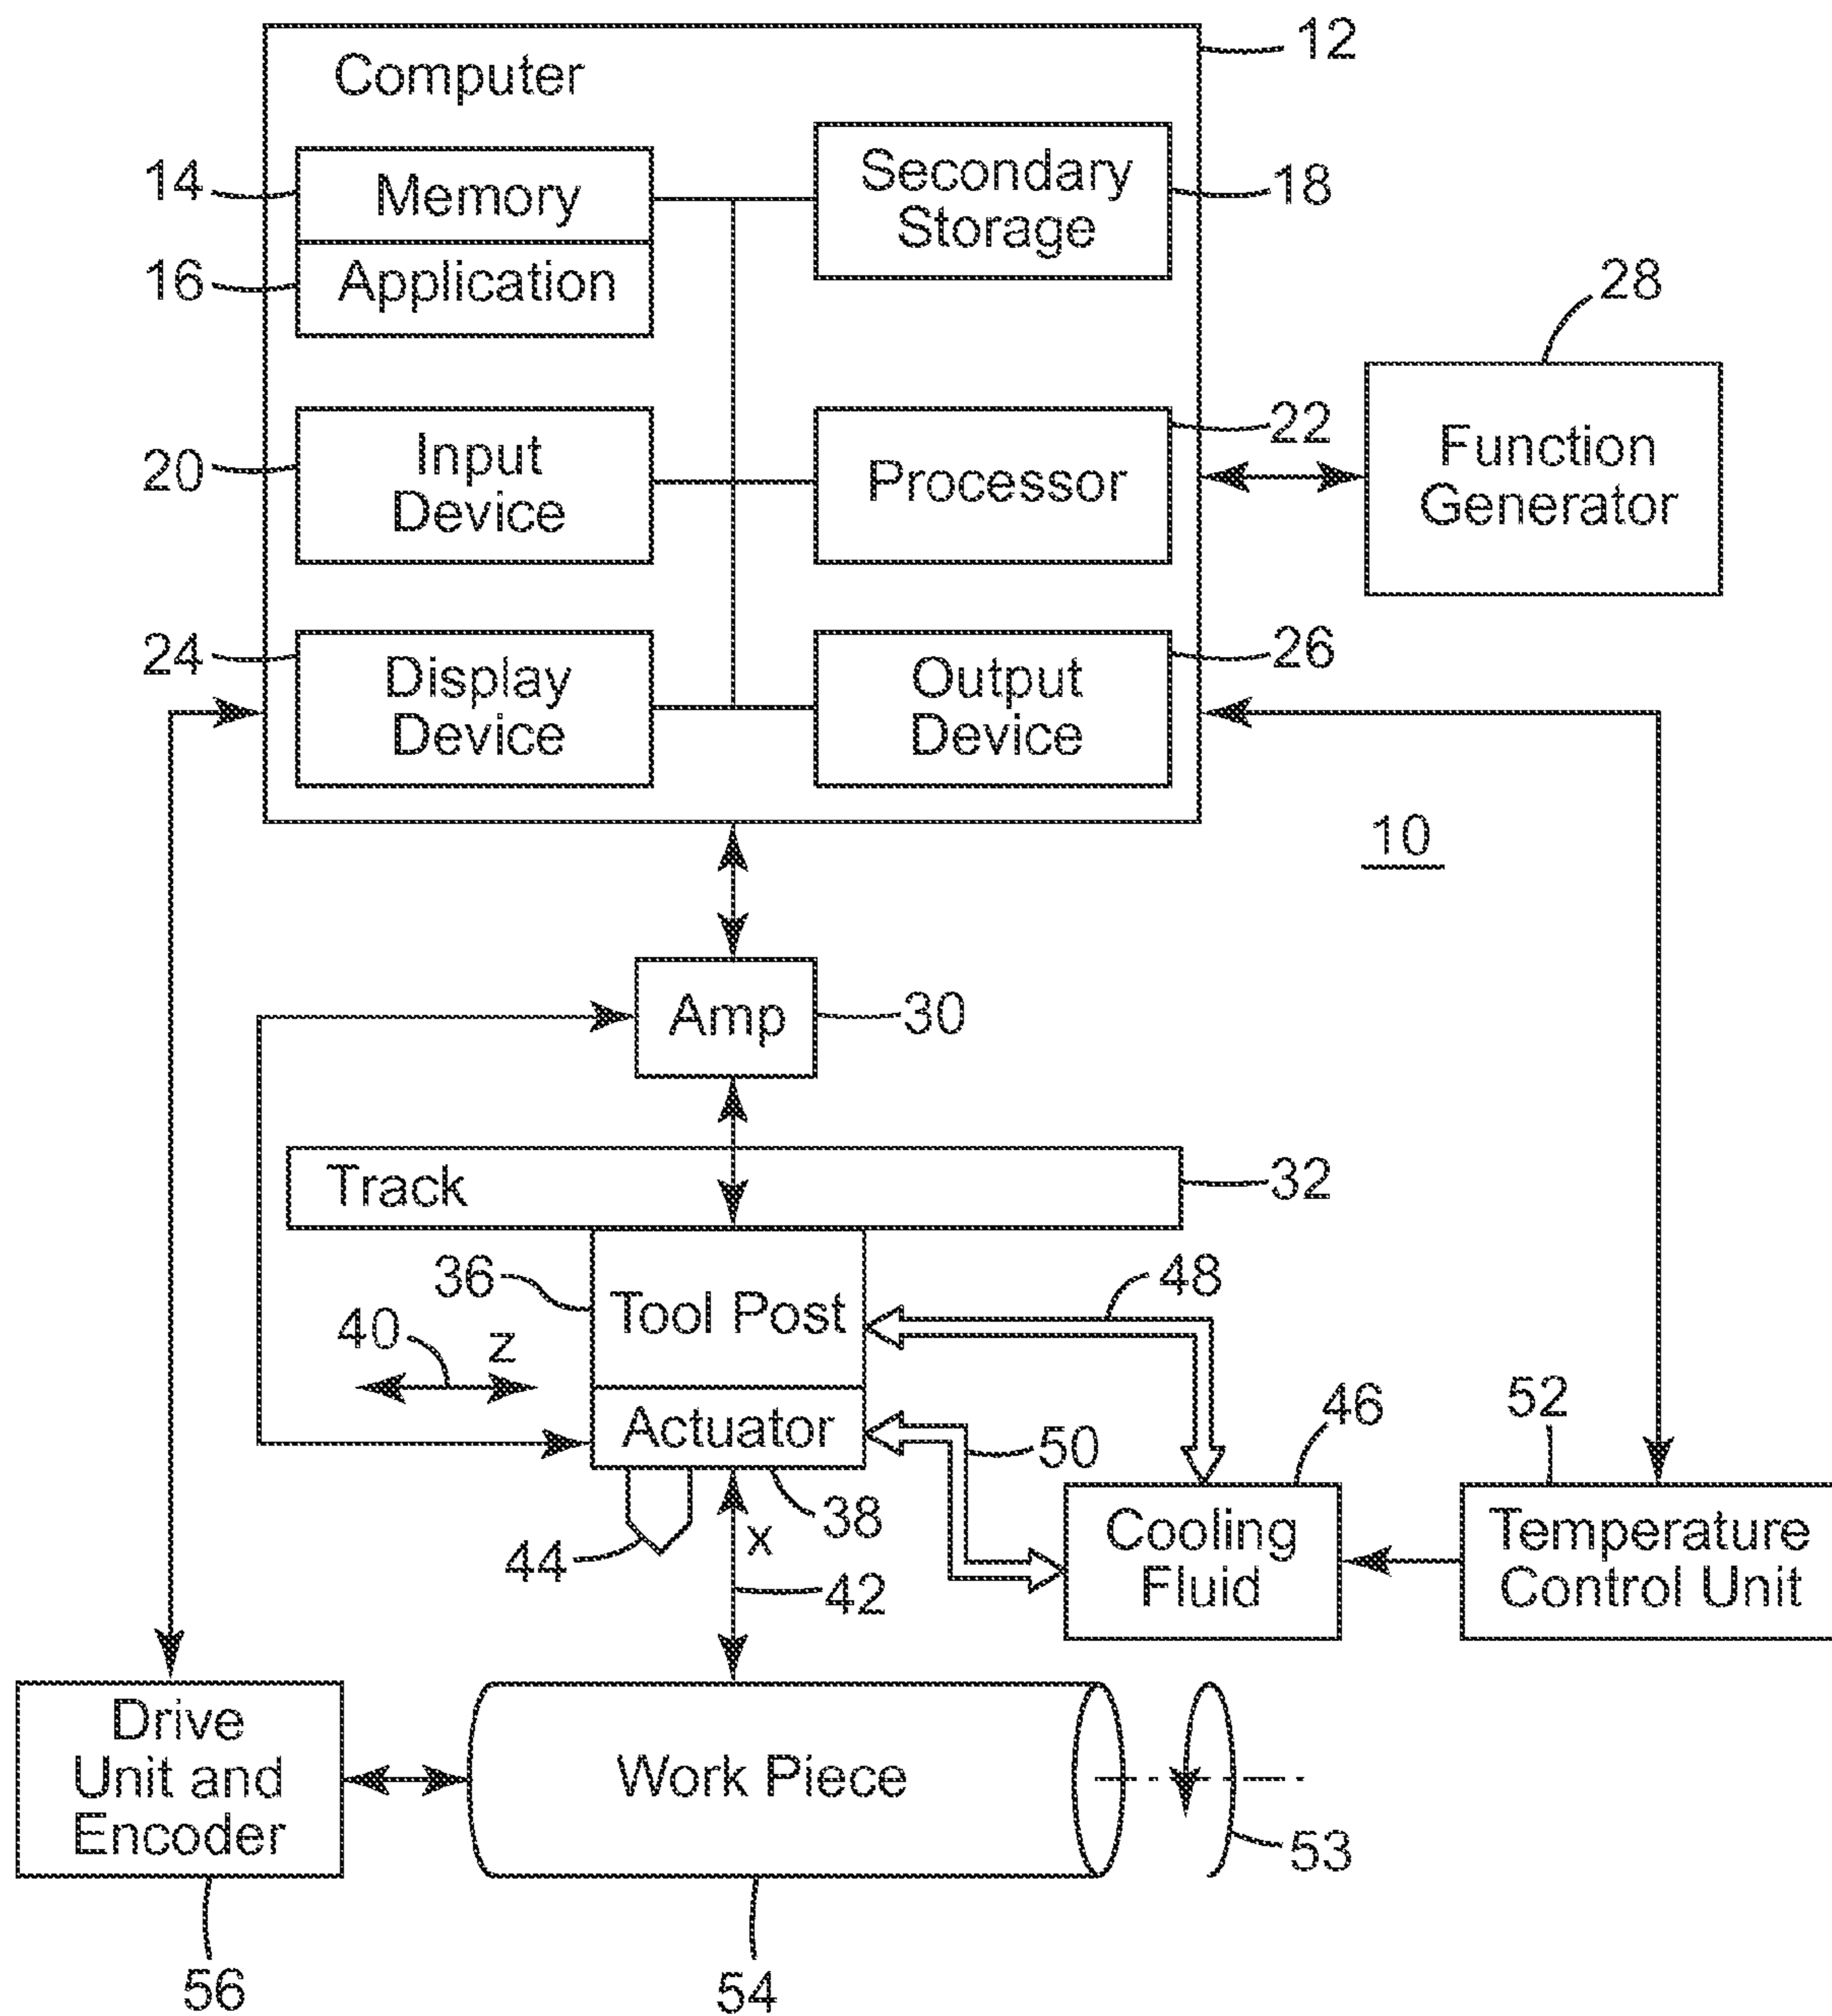 12
Computer
14
Memory
Secondary
Storage
18
16
Application
28
20
Input
Device
Processor
22
Function
Generator
24
Display
Device
Output
Device
26
10
Amp
30
Track
32
36
Tool Post
48
40
z
Actuator
50
46
52
44
x
38
42
Cooling
Fluid
Temperature
Control Unit
Drive
Unit and
Encoder
Work Piece
53
56
54